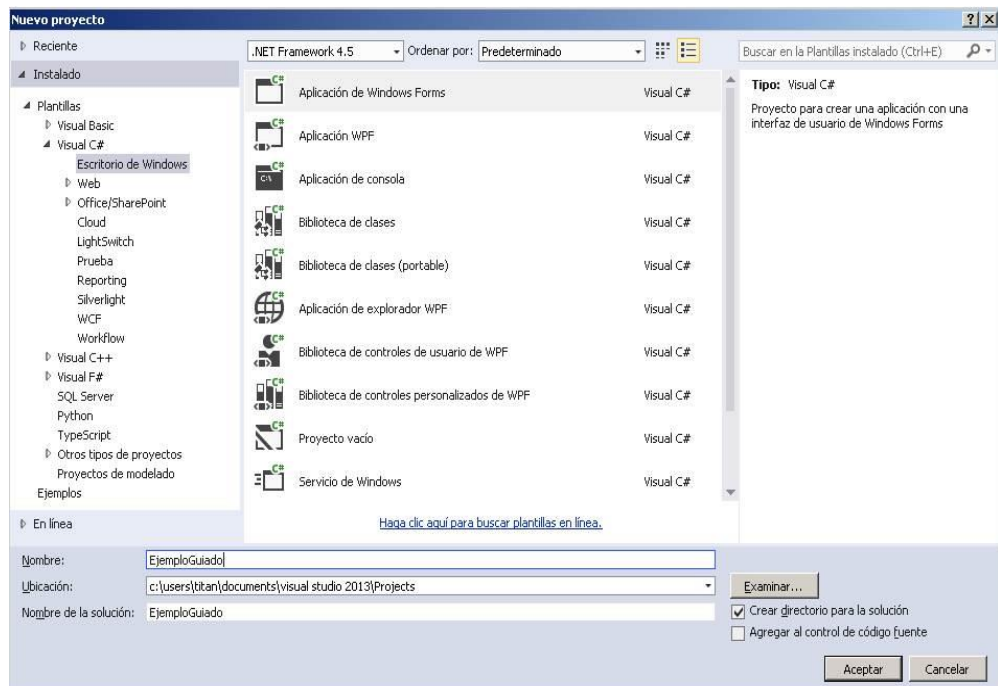 Nuevo proyecto
? x
Reciente
Instalado
Plantillas
Visual Basic
Visual C#
Escritorio de Windows
Web
Office/SharePoint
Cloud
LightSwitch
Prueba
Reporting
Silverlight
WCF
Workflow
Visual C++
Visual F#
SQL Server
Python
TypeScript
Otros tipos de proyectos
Proyectos de modelado
Ejemplos
En línea
.NET Framework 4.5 Ordenar por: Predeterminado
C# Aplicación de Windows Forms Visual C#
C# Aplicación WPF Visual C#
C# C:\ Aplicación de consola Visual C#
C# Biblioteca de clases Visual C#
C# Biblioteca de clases (portable) Visual C#
C# Aplicación de explorador WPF Visual C#
C# Biblioteca de controles de usuario de WPF Visual C#
C# Biblioteca de controles personalizados de WPF Visual C#
C# Proyecto vacío Visual C#
C# Servicio de Windows Visual C#
Haga clic aquí para buscar plantillas en línea.
Buscar en la Plantillas instalado (Ctrl+E)
Tipo: Visual C#
Proyecto para crear una aplicación con una
interfaz de usuario de Windows Forms
Nombre: EjemploGuiado
Ubicación: c:\users\titan\documents\visual studio 2013\Projects Examinar...
Nombre de la solución: EjemploGuiado
Crear directorio para la solución
Agregar al control de código fuente
Aceptar Cancelar